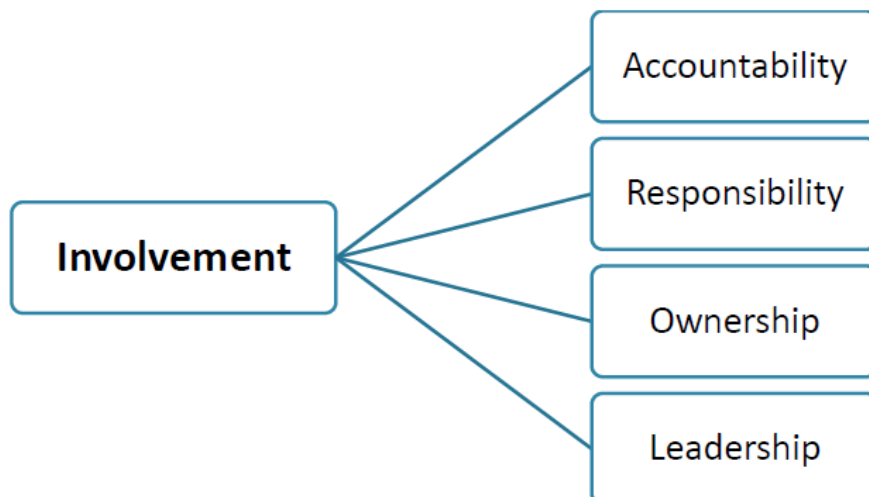 Involvement
Accountability
Responsibility
Ownership
Leadership